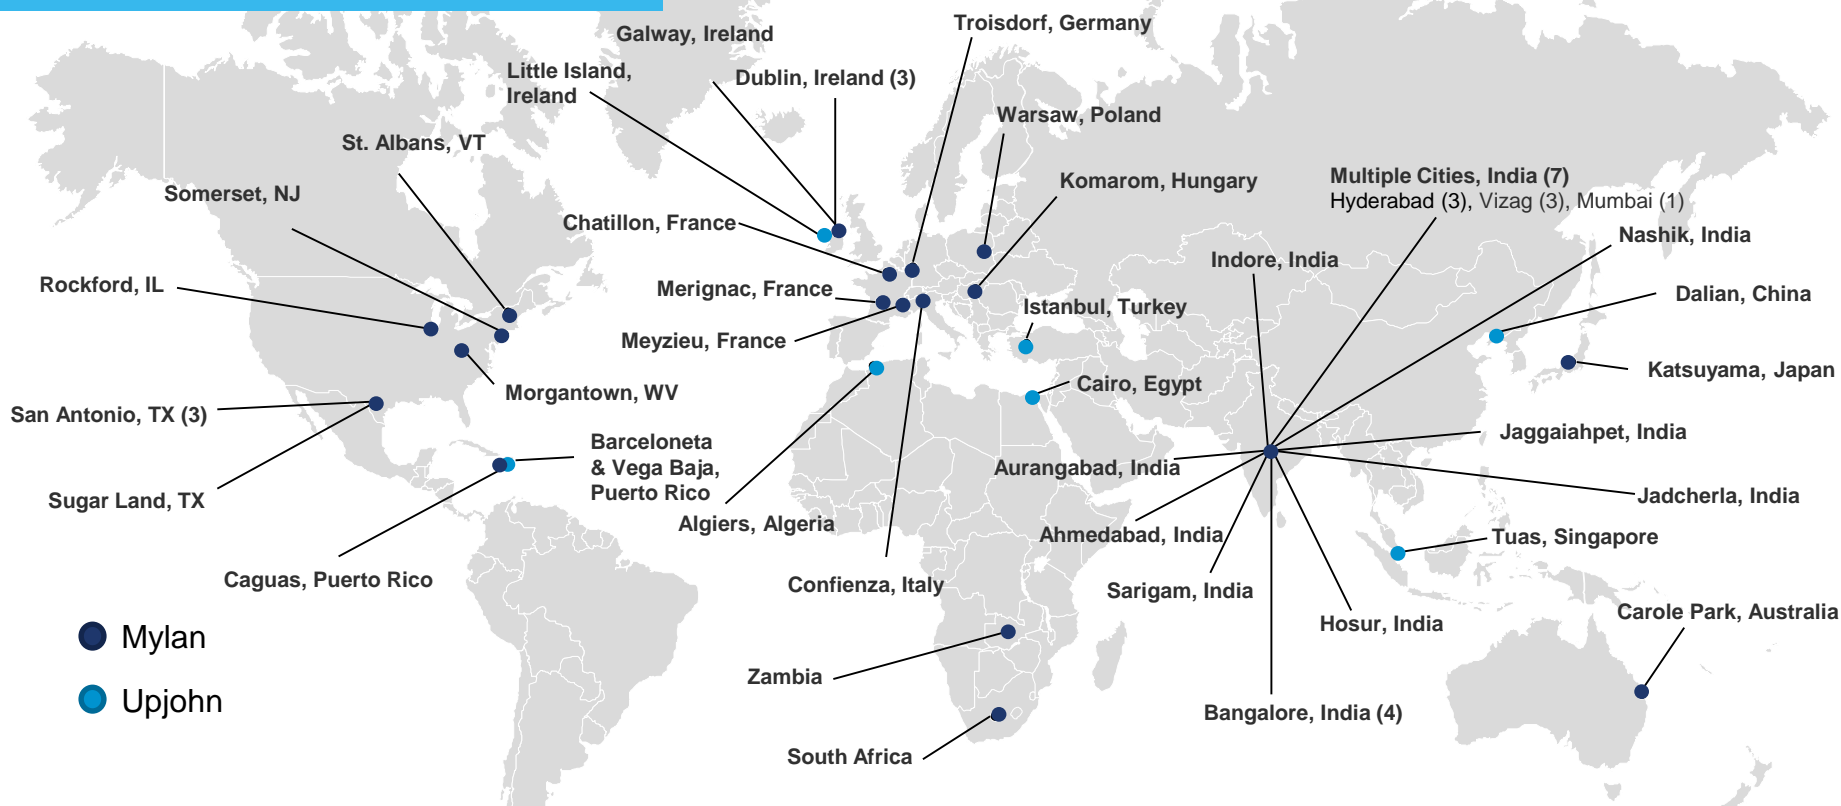 Troisdorf, Germany
Galway, Ireland
Little Island,
Ireland
Dublin, Ireland (3)
Warsaw, Poland
St. Albans, VT
Somerset, NJ
Komarom, Hungary
Multiple Cities, India (7)
Hyderabad (3), Vizag (3), Mumbai (1)
Chatillon, France
Nashik, India
Indore, India
Rockford, IL
Merignac, France
Dalian, China
Istanbul, Turkey
Meyzieu, France
Katsuyama, Japan
Cairo, Egypt
Morgantown, WV
San Antonio, TX (3)
Barceloneta
& Vega Baja,
Puerto Rico
Jaggaiahpet, India
Aurangabad, India
Sugar Land, TX
Jadcherla, India
Algiers, Algeria
Ahmedabad, India
Tuas, Singapore
Caguas, Puerto Rico
Confienza, Italy
Sarigam, India
Hosur, India
Carole Park, Australia
Mylan
Zambia
Upjohn
Bangalore, India (4)
South Africa